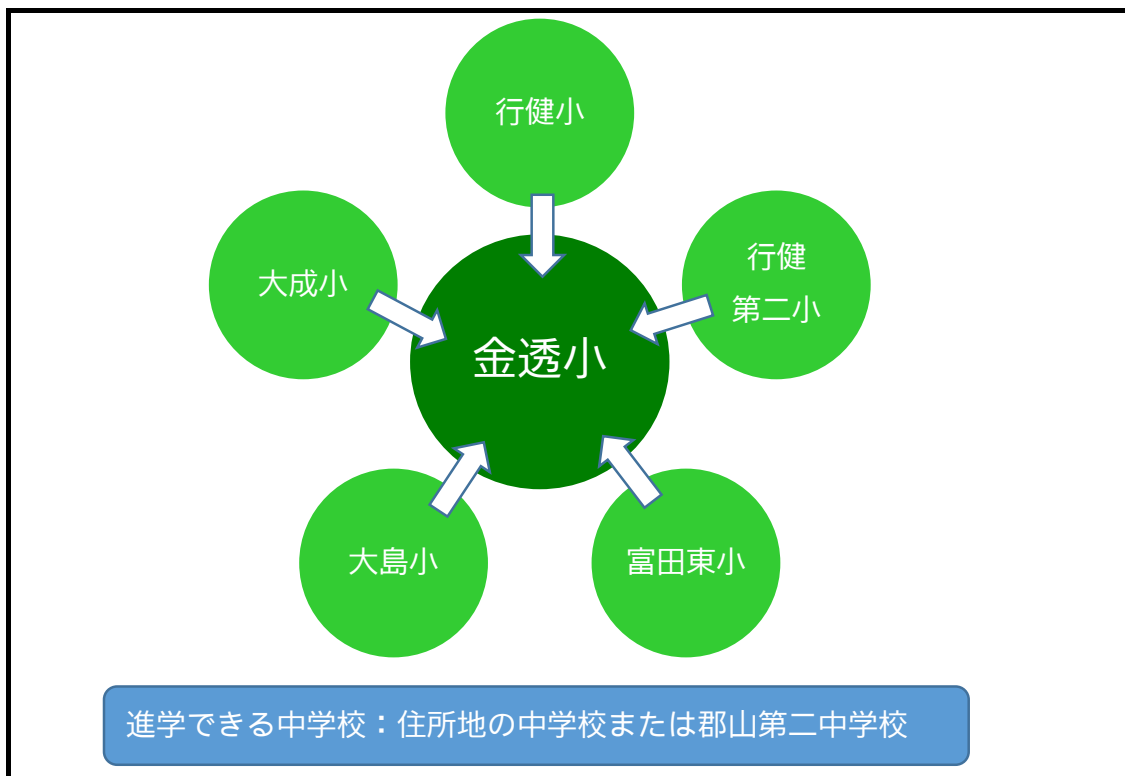 行健小
大成小
行健
第二小
金透小
大島小
富田東小
進学できる中学校：住所地の中学校または郡山第二中学校